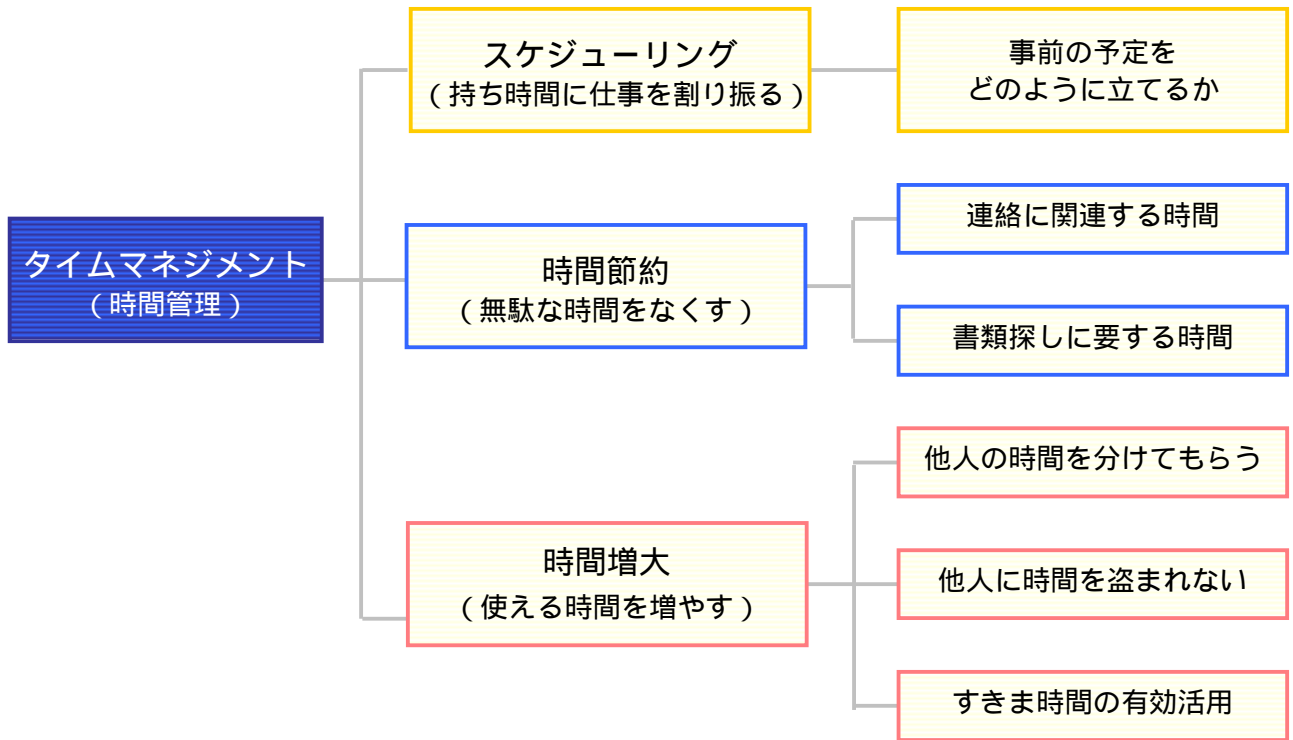 スケジューリング
（持ち時間に仕事を割り振る）
事前の予定を
どのように立てるか
連絡に関連する時間
タイムマネジメント
（時間管理）
時間節約
（無駄な時間をなくす）
書類探しに要する時間
他人の時間を分けてもらう
時間増大
（使える時間を増やす）
他人に時間を盗まれない
すきま時間の有効活用